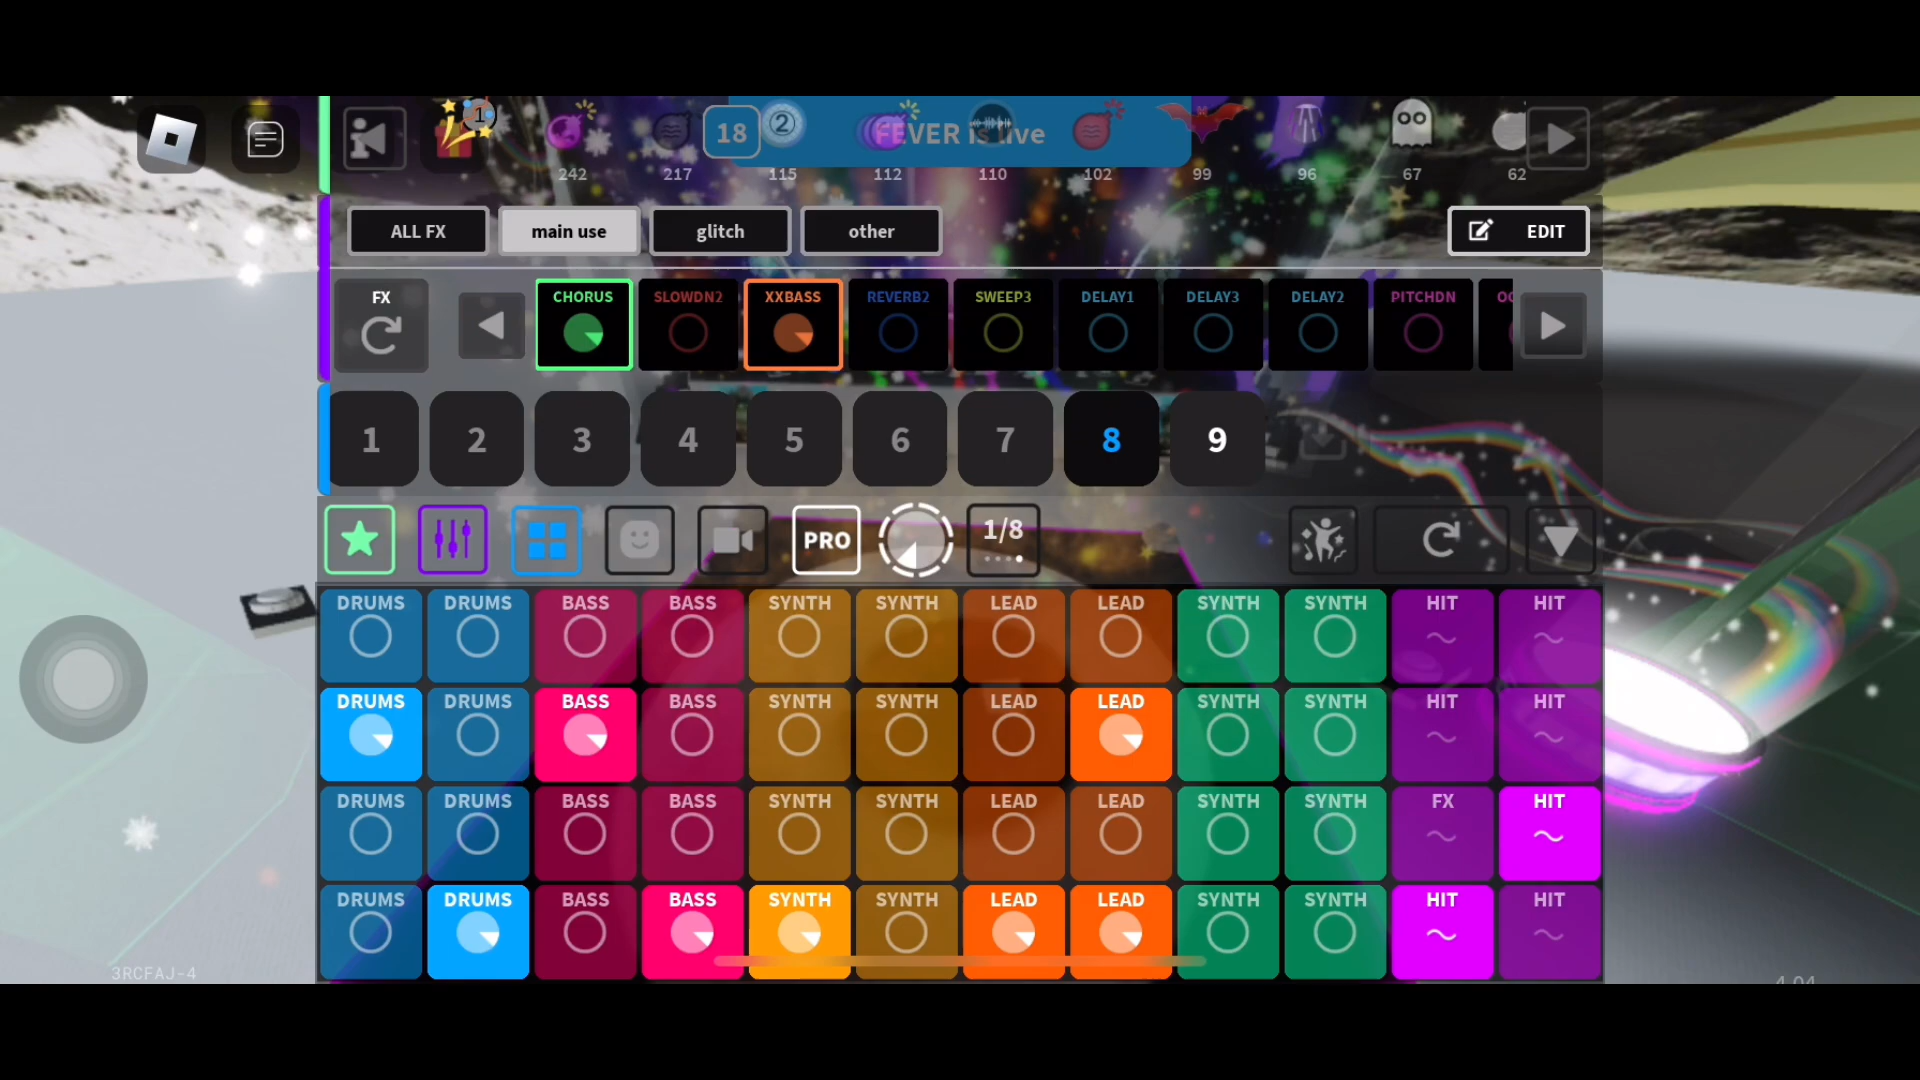 1 18 2 FEVER is live
242 217 115 112 110 102 99 96 67 62
ALL FX main use glitch other EDIT
FX CHORUS SLOWDN2 XXBASS REVERB2 SWEEP3 DELAY1 DELAY3 DELAY2 PITCHDN
1 2 3 4 5 6 7 8 9
PRO 1/8
DRUMS DRUMS BASS BASS SYNTH SYNTH LEAD LEAD SYNTH SYNTH HIT HIT
DRUMS DRUMS BASS BASS SYNTH SYNTH LEAD LEAD SYNTH SYNTH HIT HIT
DRUMS DRUMS BASS BASS SYNTH SYNTH LEAD LEAD SYNTH SYNTH FX HIT
DRUMS DRUMS BASS BASS SYNTH SYNTH LEAD LEAD SYNTH SYNTH HIT HIT
3RCFAJ-4